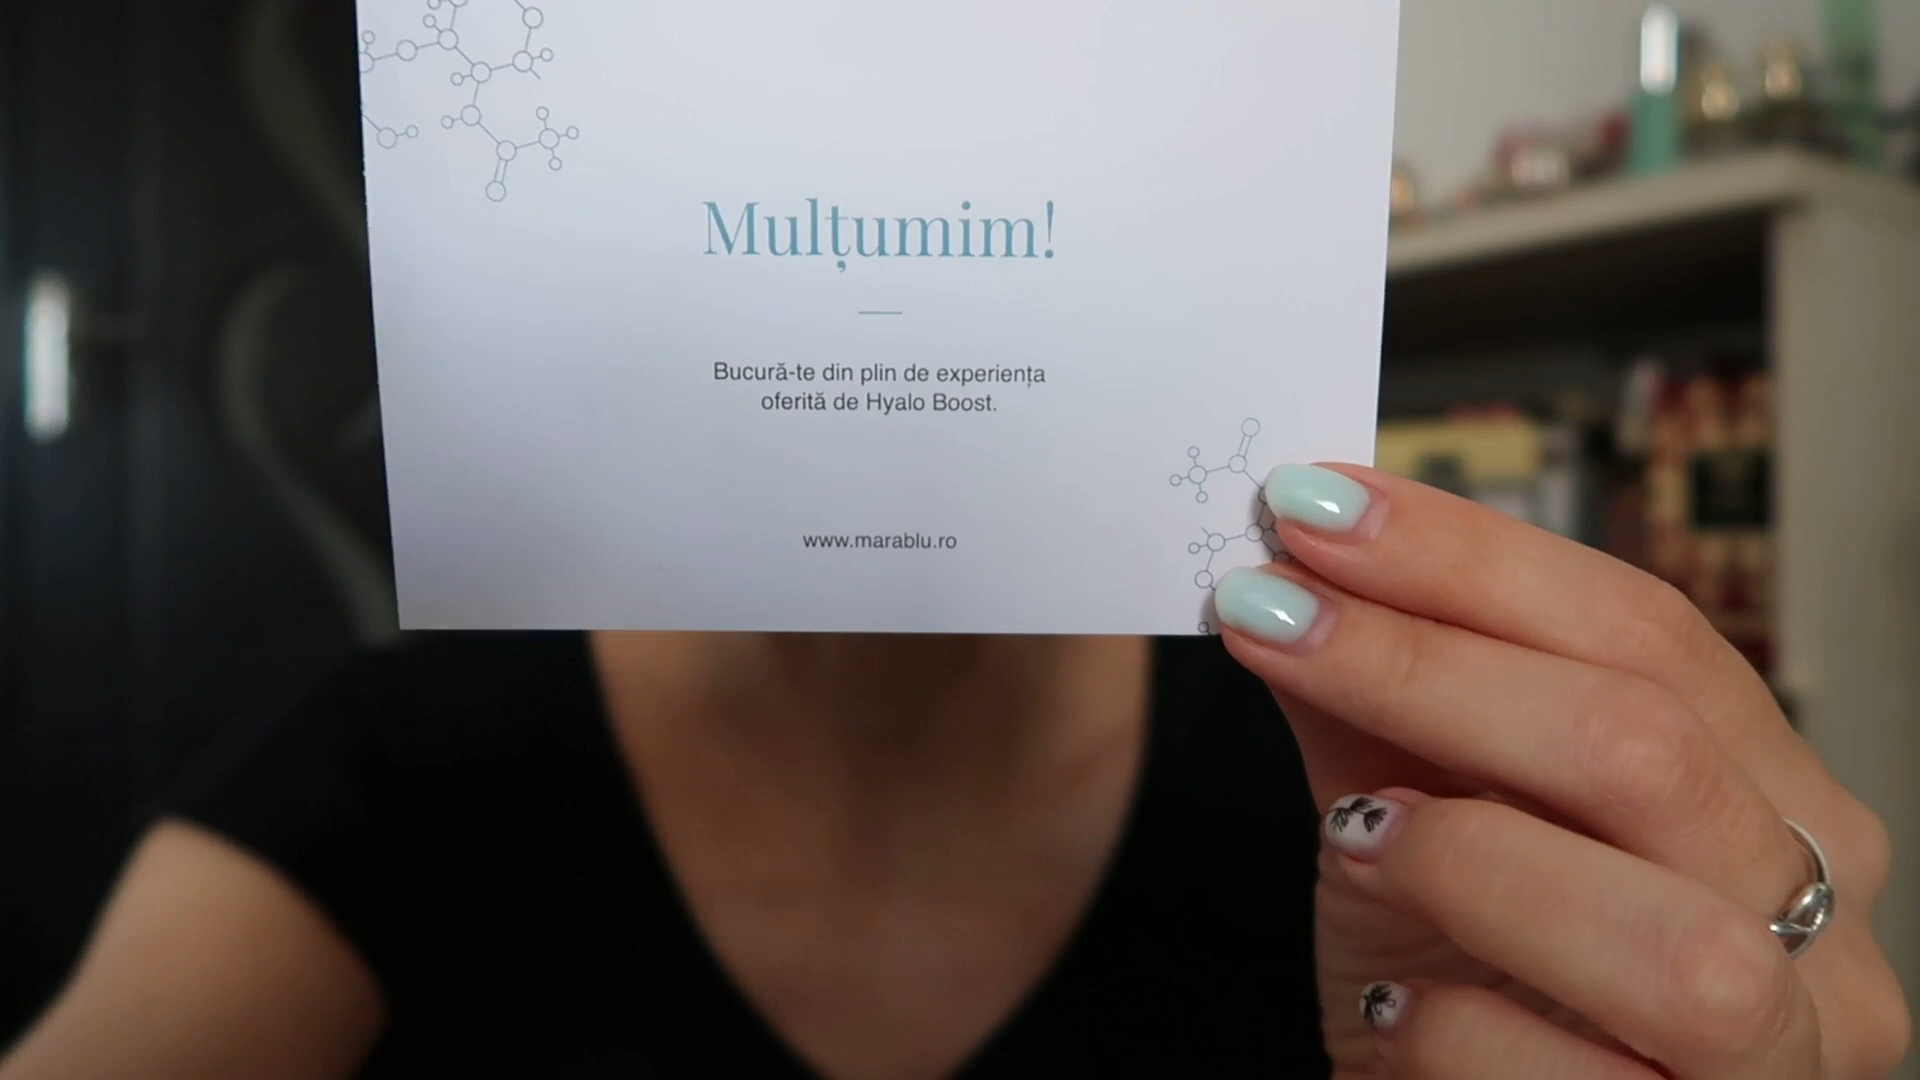 Mulțumim!
Bucură-te din plin de experiența
oferită de Hyalo Boost.
www.marablu.ro